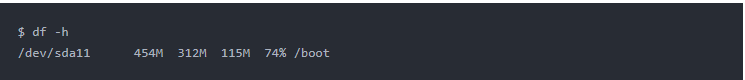 $ df -h
/dev/sda11      454M  312M  115M  74% /boot